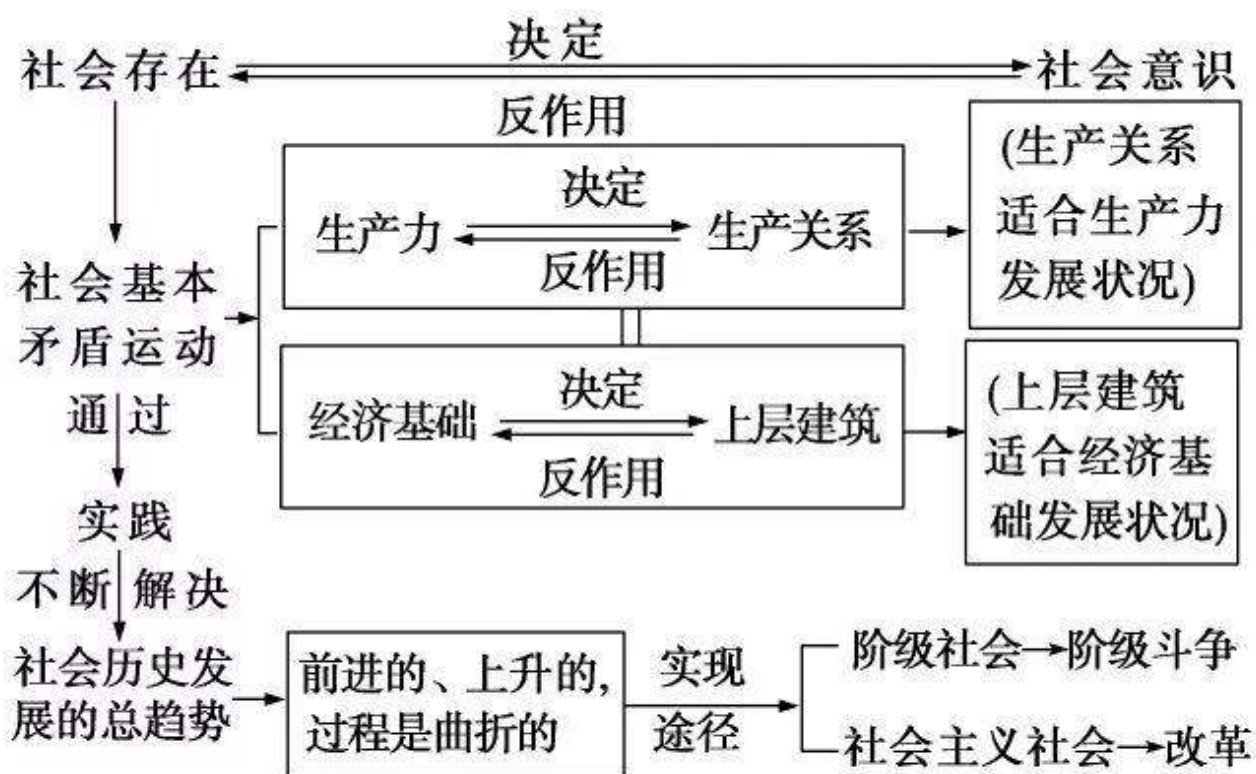 决定
社会存在
社会意识
反作用
(生产关系
适合生产力
发展状况)
决定
生产力
生产关系
反作用
社会基本
矛盾运动
决定
经济基础
上层建筑
反作用
(上层建筑
适合经济基
础发展状况)
通过
实践
不断解决
社会历史发
展的总趋势
前进的、上升的,
过程是曲折的
实现
途径
阶级社会
阶级斗争
社会主义社会
改革